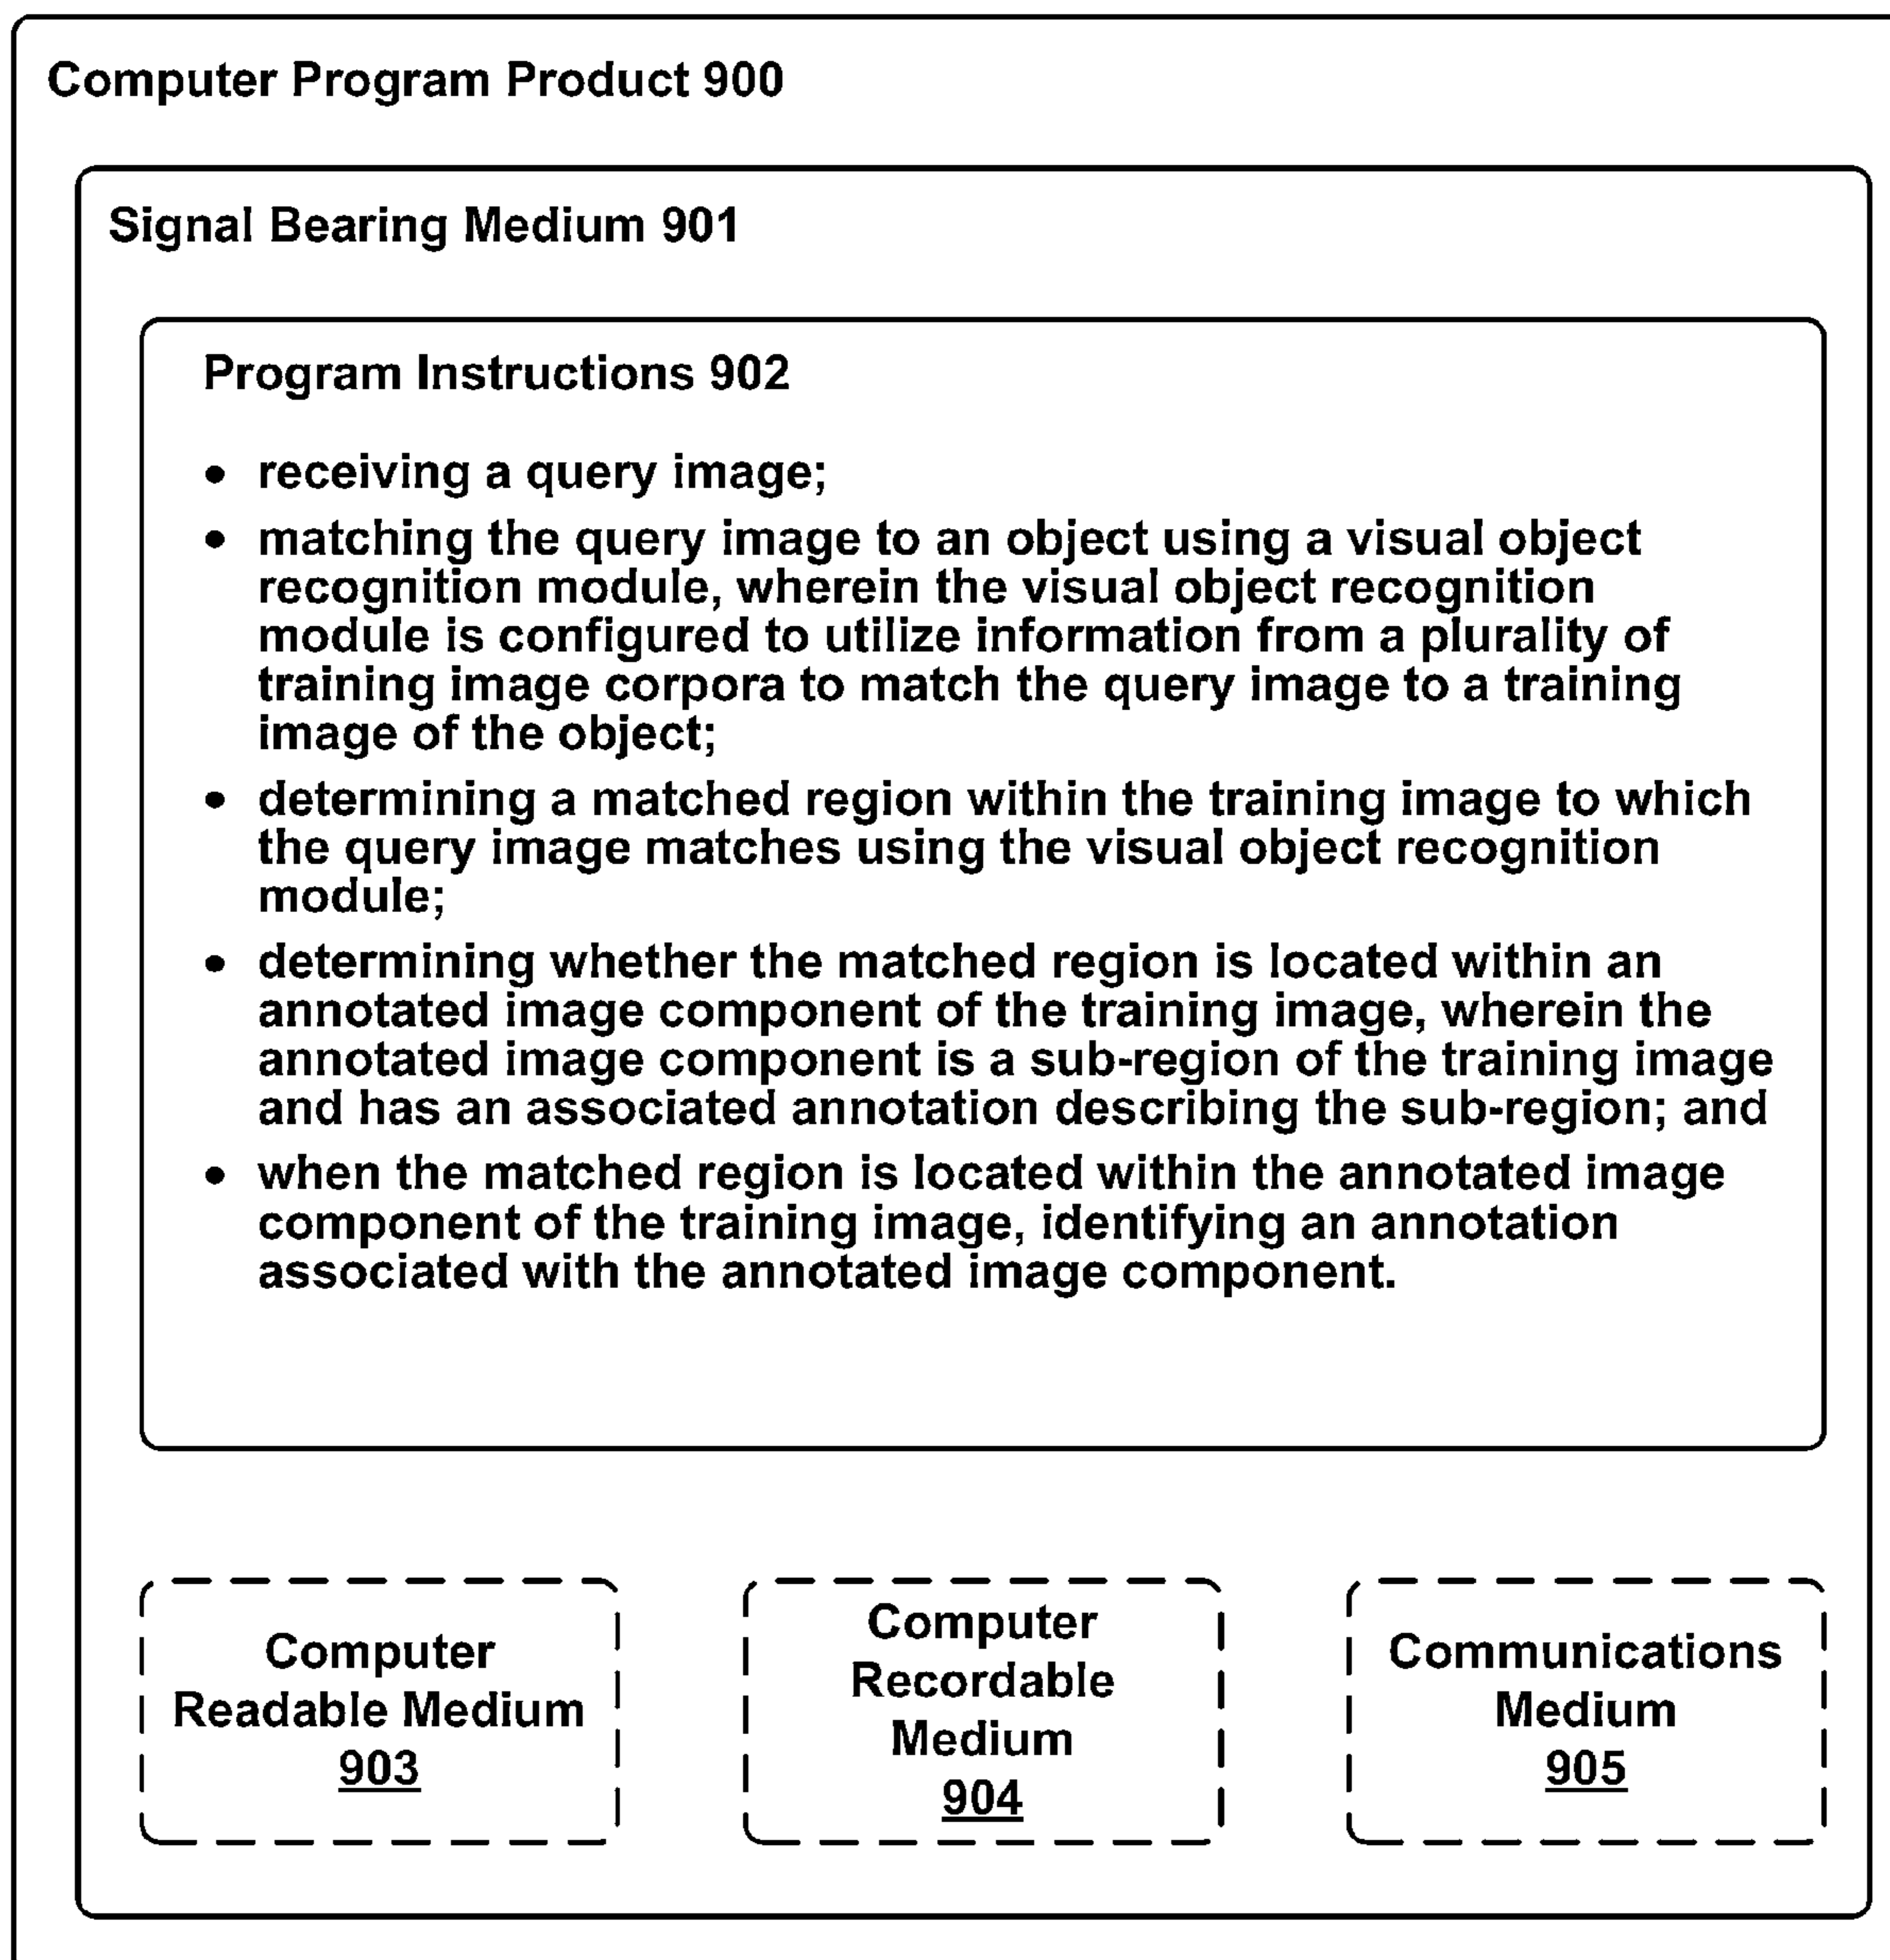 Computer Program Product 900
Signal Bearing Medium 901
Program Instructions 902
• receiving a query image;
• matching the query image to an object using a visual object
recognition module, wherein the visual object recognition
module is configured to utilize information from a plurality of
training image corpora to match the query image to a training
image of the object;
• determining a matched region within the training image to which
the query image matches using the visual object recognition
module;
• determining whether the matched region is located within an
annotated image component of the training image, wherein the
annotated image component is a sub-region of the training image
and has an associated annotation describing the sub-region; and
• when the matched region is located within the annotated image
component of the training image, identifying an annotation
associated with the annotated image component.
Computer
Readable Medium
903
Computer
Recordable
Medium
904
Communications
Medium
905